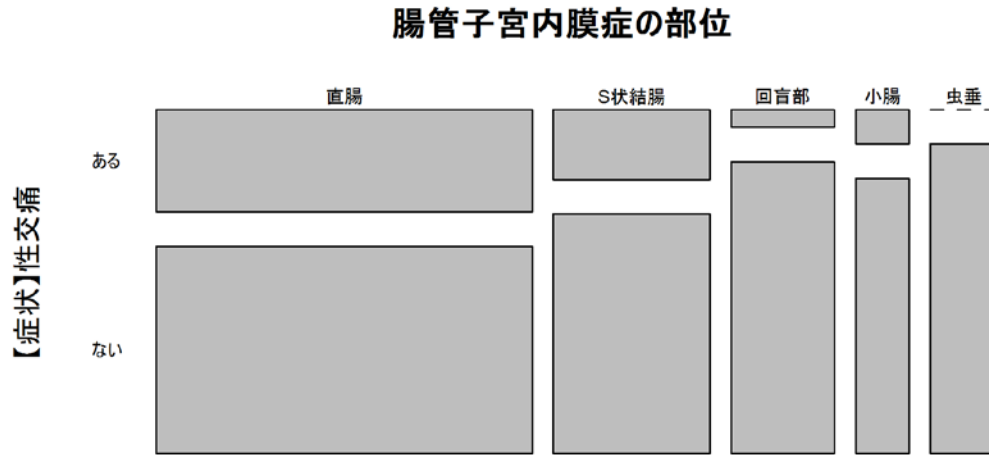 腸管子宮内膜症の部位
直腸
S状結腸
回盲部
小腸
虫垂
ある
ない
【症状】性交痛